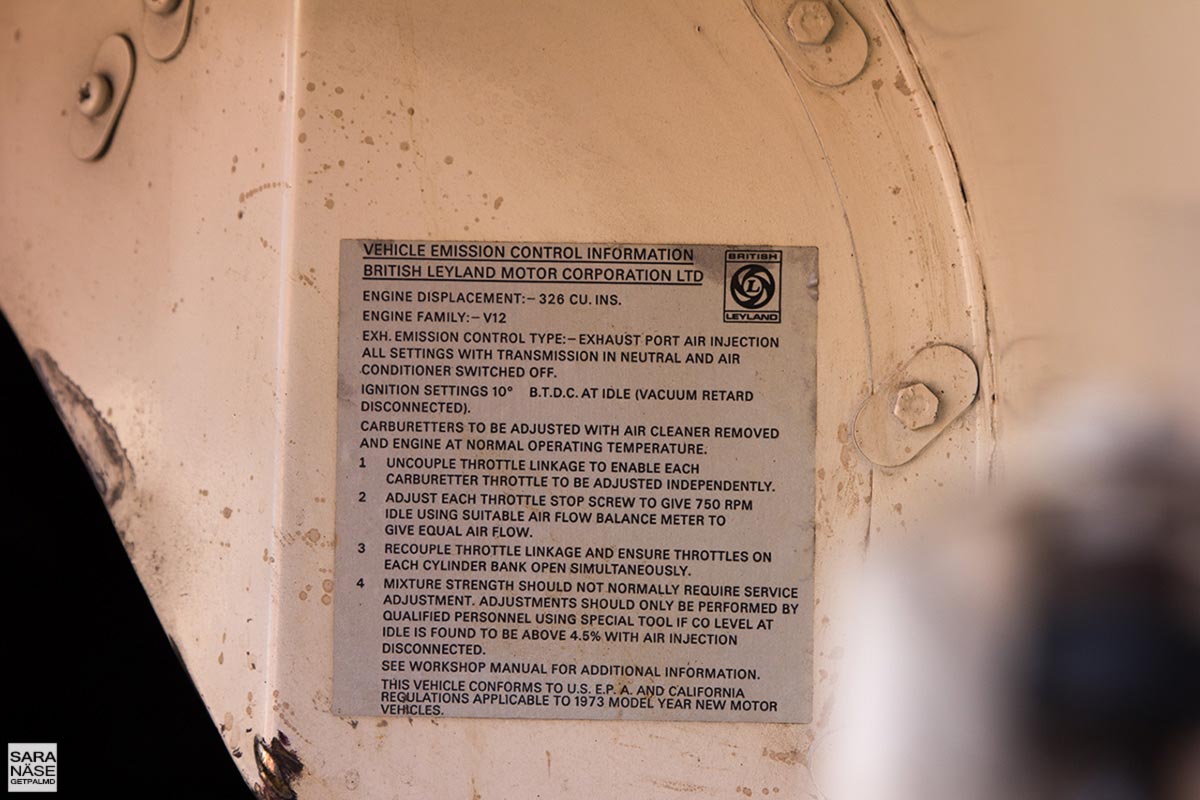 VEHICLE EMISSION CONTROL INFORMATION
BRITISH LEYLAND MOTOR CORPORATION LTD
BRITISH
L
LEYLAND
ENGINE DISPLACEMENT:– 326 CU. INS.
ENGINE FAMILY:– V12
EXH. EMISSION CONTROL TYPE:– EXHAUST PORT AIR INJECTION
ALL SETTINGS WITH TRANSMISSION IN NEUTRAL AND AIR
CONDITIONER SWITCHED OFF.
IGNITION SETTINGS 10° B.T.D.C. AT IDLE (VACUUM RETARD
DISCONNECTED).
CARBURETTERS TO BE ADJUSTED WITH AIR CLEANER REMOVED
AND ENGINE AT NORMAL OPERATING TEMPERATURE.
1 UNCOUPLE THROTTLE LINKAGE TO ENABLE EACH
CARBURETTER THROTTLE TO BE ADJUSTED INDEPENDENTLY.
2 ADJUST EACH THROTTLE STOP SCREW TO GIVE 750 RPM
IDLE USING SUITABLE AIR FLOW BALANCE METER TO
GIVE EQUAL AIR FLOW.
3 RECOUPLE THROTTLE LINKAGE AND ENSURE THROTTLES ON
EACH CYLINDER BANK OPEN SIMULTANEOUSLY.
4 MIXTURE STRENGTH SHOULD NOT NORMALLY REQUIRE SERVICE
ADJUSTMENT. ADJUSTMENTS SHOULD ONLY BE PERFORMED BY
QUALIFIED PERSONNEL USING SPECIAL TOOL IF CO LEVEL AT
IDLE IS FOUND TO BE ABOVE 4.5% WITH AIR INJECTION
DISCONNECTED.
SEE WORKSHOP MANUAL FOR ADDITIONAL INFORMATION.
THIS VEHICLE CONFORMS TO U.S. E.P. A. AND CALIFORNIA
REGULATIONS APPLICABLE TO 1973 MODEL YEAR NEW MOTOR
VEHICLES.
SARA
NÄSE
GETPALMD